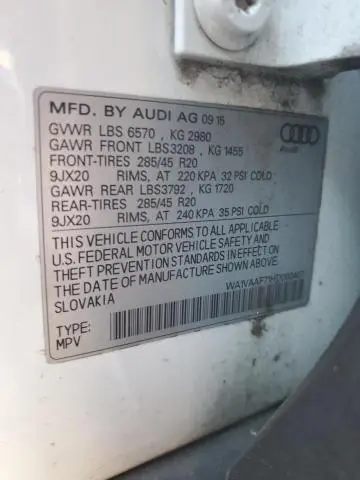 MFD. BY AUDI AG 09 15
GVWR LBS 6570 , KG 2980
GAWR FRONT LBS3208 , KG 1455
FRONT-TIRES 285/45 R20
9JX20 RIMS, AT 220 KPA 32 PSI COLD
GAWR REAR LBS3792 , KG 1720
REAR-TIRES 285/45 R20
9JX20 RIMS, AT 240 KPA 35 PSI COLD
THIS VEHICLE CONFORMS TO ALL APPLICABLE
U.S. FEDERAL MOTOR VEHICLE SAFETY AND
THEFT PREVENTION STANDARDS IN EFFECT ON
THE DATE OF MANUFACTURE SHOWN ABOVE.
SLOVAKIA
TYPE:
MPV
Audi